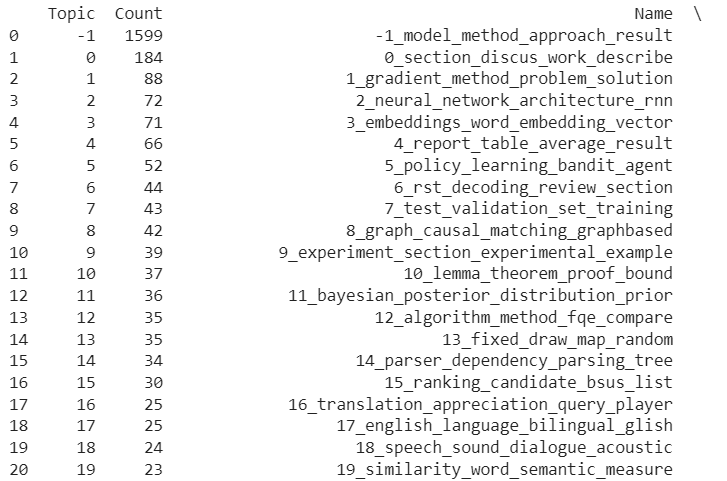 Topic Count Name \
0 -1 1599 -1_model_method_approach_result
1 0 184 0_section_discus_work_describe
2 1 88 1_gradient_method_problem_solution
3 2 72 2_neural_network_architecture_rnn
4 3 71 3_embeddings_word_embedding_vector
5 4 66 4_report_table_average_result
6 5 52 5_policy_learning_bandit_agent
7 6 44 6_rst_decoding_review_section
8 7 43 7_test_validation_set_training
9 8 42 8_graph_causal_matching_graphbased
10 9 39 9_experiment_section_experimental_example
11 10 37 10_lemma_theorem_proof_bound
12 11 36 11_bayesian_posterior_distribution_prior
13 12 35 12_algorithm_method_fqe_compare
14 13 35 13_fixed_draw_map_random
15 14 34 14_parser_dependency_parsing_tree
16 15 30 15_ranking_candidate_bsus_list
17 16 25 16_translation_appreciation_query_player
18 17 25 17_english_language_bilingual_glish
19 18 24 18_speech_sound_dialogue_acoustic
20 19 23 19_similarity_word_semantic_measure